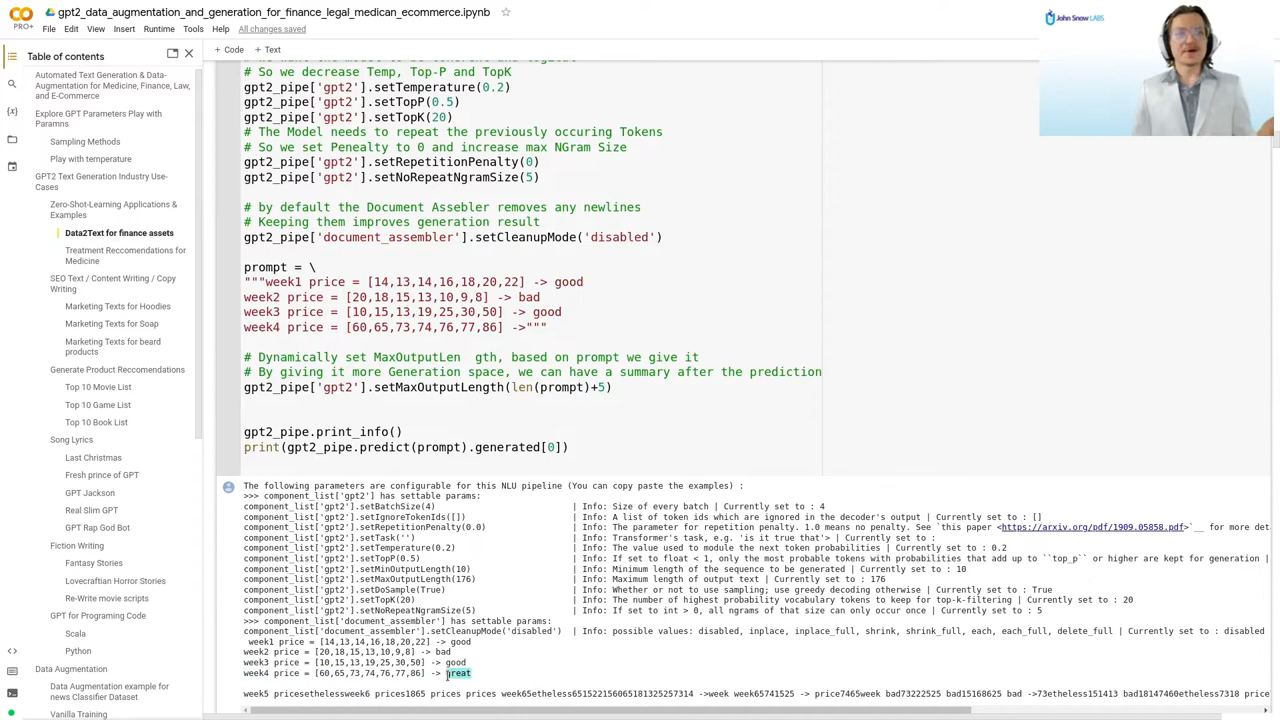 PRO+
gpt2_data_augmentation_and_generation_for_finance_legal_medican_ecommerce.ipynb
File Edit View Insert Runtime Tools Help All changes saved
John Snow LABS
Table of contents
Automated Text Generation & Data-
Augmentation for Medicine, Finance, Law,
and E-Commerce
Explore GPT Parameters Play with
Paramns
Sampling Methods
Play with temperature
GPT2 Text Generation Industry Use-
Cases
Zero-Shot-Learning Applications &
Examples
Data2Text for finance assets
Treatment Reccomendations for
Medicine
SEO Text / Content Writing / Copy
Writing
Marketing Texts for Hoodies
Marketing Texts for Soap
Marketing Texts for beard
products
Generate Product Reccomendations
Top 10 Movie List
Top 10 Game List
Top 10 Book List
Song Lyrics
Last Christmas
Fresh prince of GPT
GPT Jackson
Real Slim GPT
GPT Rap God Bot
Fiction Writing
Fantasy Stories
Lovecraftian Horror Stories
Re-Write movie scripts
GPT for Programing Code
Scala
Python
Data Augmentation
Data Augmentation example for
news Classifier Dataset
Vanilla Training
+ Code + Text
# So we decrease Temp, Top-P and TopK
gpt2_pipe['gpt2'].setTemperature(0.2)
gpt2_pipe['gpt2'].setTopP(0.5)
gpt2_pipe['gpt2'].setTopK(20)
# The Model needs to repeat the previously occuring Tokens
# So we set Penealty to 0 and increase max NGram Size
gpt2_pipe['gpt2'].setRepetitionPenalty(0)
gpt2_pipe['gpt2'].setNoRepeatNgramSize(5)
# by default the Document Assebler removes any newlines
# Keeping them improves generation result
gpt2_pipe['document_assembler'].setCleanupMode('disabled')
prompt = \
"""week1 price = [14,13,14,16,18,20,22] -> good
week2 price = [20,18,15,13,10,9,8] -> bad
week3 price = [10,15,13,19,25,30,50] -> good
week4 price = [60,65,73,74,76,77,86] ->"""
# Dynamically set MaxOutputLen gth, based on prompt we give it
# By giving it more Generation space, we can have a summary after the prediction
gpt2_pipe['gpt2'].setMaxOutputLength(len(prompt)+5)
gpt2_pipe.print_info()
print(gpt2_pipe.predict(prompt).generated[0])
The following parameters are configurable for this NLU pipeline (You can copy paste the examples) :
>>> component_list['gpt2'] has settable params:
component_list['gpt2'].setBatchSize(4) | Info: Size of every batch | Currently set to : 4
component_list['gpt2'].setIgnoreTokenIds([]) | Info: A list of token ids which are ignored in the decoder's output | Currently set to : []
component_list['gpt2'].setRepetitionPenalty(0.0) | Info: The parameter for repetition penalty. 1.0 means no penalty. See `this paper <https://arxiv.org/pdf/1909.05858.pdf>`__ for more det
component_list['gpt2'].setTask('') | Info: Transformer's task, e.g. 'is it true that'> | Currently set to :
component_list['gpt2'].setTemperature(0.2) | Info: The value used to module the next token probabilities | Currently set to : 0.2
component_list['gpt2'].setTopP(0.5) | Info: If set to float < 1, only the most probable tokens with probabilities that add up to ``top_p`` or higher are kept for generation |
component_list['gpt2'].setMinOutputLength(10) | Info: Minimum length of the sequence to be generated | Currently set to : 10
component_list['gpt2'].setMaxOutputLength(176) | Info: Maximum length of output text | Currently set to : 176
component_list['gpt2'].setDoSample(True) | Info: Whether or not to use sampling; use greedy decoding otherwise | Currently set to : True
component_list['gpt2'].setTopK(20) | Info: The number of highest probability vocabulary tokens to keep for top-k-filtering | Currently set to : 20
component_list['gpt2'].setNoRepeatNgramSize(5) | Info: If set to int > 0, all ngrams of that size can only occur once | Currently set to : 5
>>> component_list['document_assembler'] has settable params:
component_list['document_assembler'].setCleanupMode('disabled') | Info: possible values: disabled, inplace, inplace_full, shrink, shrink_full, each, each_full, delete_full | Currently set to : disabled
week1 price = [14,13,14,16,18,20,22] -> good
week2 price = [20,18,15,13,10,9,8] -> bad
week3 price = [10,15,13,19,25,30,50] -> good
week4 price = [60,65,73,74,76,77,86] -> great
week5 pricesethelessweek6 prices1865 prices prices week65etheless65152215606518132525​7314 ->week week65741525 -> price7465week bad73222525 bad15168625 bad ->73etheless151413 bad18147460etheless7318 price